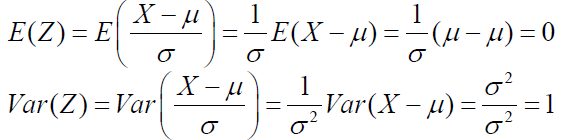 E(Z) = E((X − μ)/σ) = (1/σ)E(X − μ) = (1/σ)(μ − μ) = 0
Var(Z) = Var((X − μ)/σ) = (1/σ²)Var(X − μ) = σ²/σ² = 1